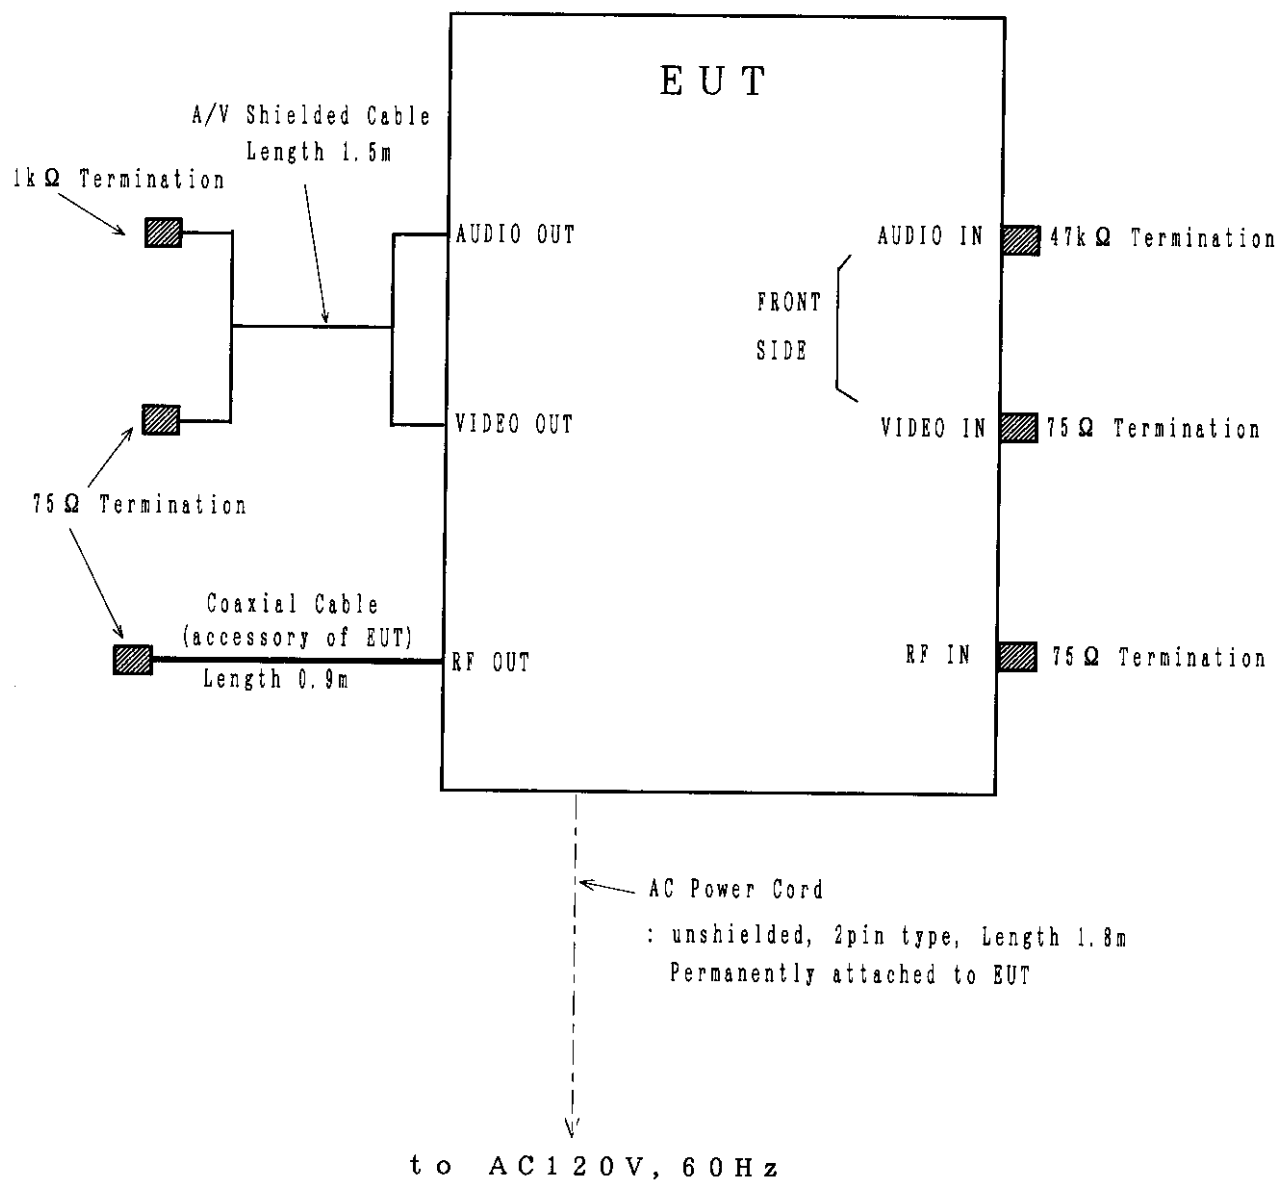 EUT
A/V Shielded Cable
Length 1.5m
1kΩ Termination
AUDIO OUT
AUDIO IN
47kΩ Termination
FRONT
SIDE
VIDEO OUT
VIDEO IN
75Ω Termination
75Ω Termination
Coaxial Cable
(accessory of EUT)
Length 0.9m
RF OUT
RF IN
75Ω Termination
AC Power Cord
: unshielded, 2pin type, Length 1.8m
Permanently attached to EUT
to AC120V, 60Hz